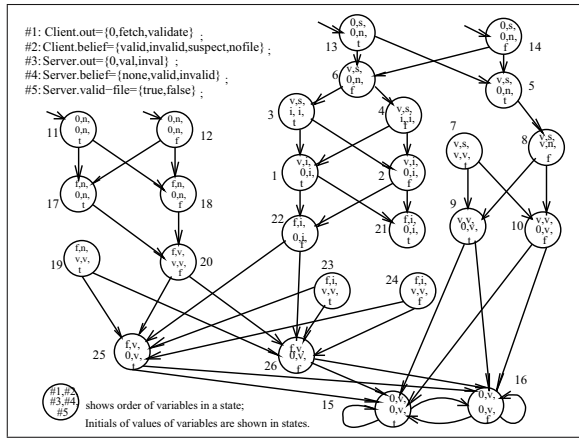 #1: Client.out={0,fetch,validate} ;
#2: Client.belief={valid,invalid,suspect,nofile} ;
#3: Server.out={0,val,inval} ;
#4: Server.belief={none,valid,invalid} ;
#5: Server.valid−file={true,false} ;
0,s,
0,n,
t
13
0,s,
0,n,
f
14
v,s,
0,n,
f
6
v,s,
0,n,
t
5
v,s,
i, i,
t
3
v,s,
i, i,
f
4
7
v,s,
v,v,
t
v,s,
v,n,
f
8
0,n,
0,n,
t
11
0,n,
0,n,
f
12
v,i,
0,i,
t
1
v,i,
0,i,
f
2
f,n,
0,n,
t
17
f,n,
0,n,
f
18
9
v,v,
0,v,
t
10
v,v,
0,v,
f
22
f,i,
0,i,
f
21
f,i,
0,i,
t
19
f,n,
v,v,
t
f,v,
v,v,
f
20
23
f,i,
v,v,
t
24
f,i,
v,v,
f
25
f,v,
0,v,
t
26
f,v,
0,v,
f
15
0,v,
0,v,
t
16
0,v,
0,v,
f
#1,#2
#3,#4,
#5
shows order of variables in a state;
Initials of values of variables are shown in states.